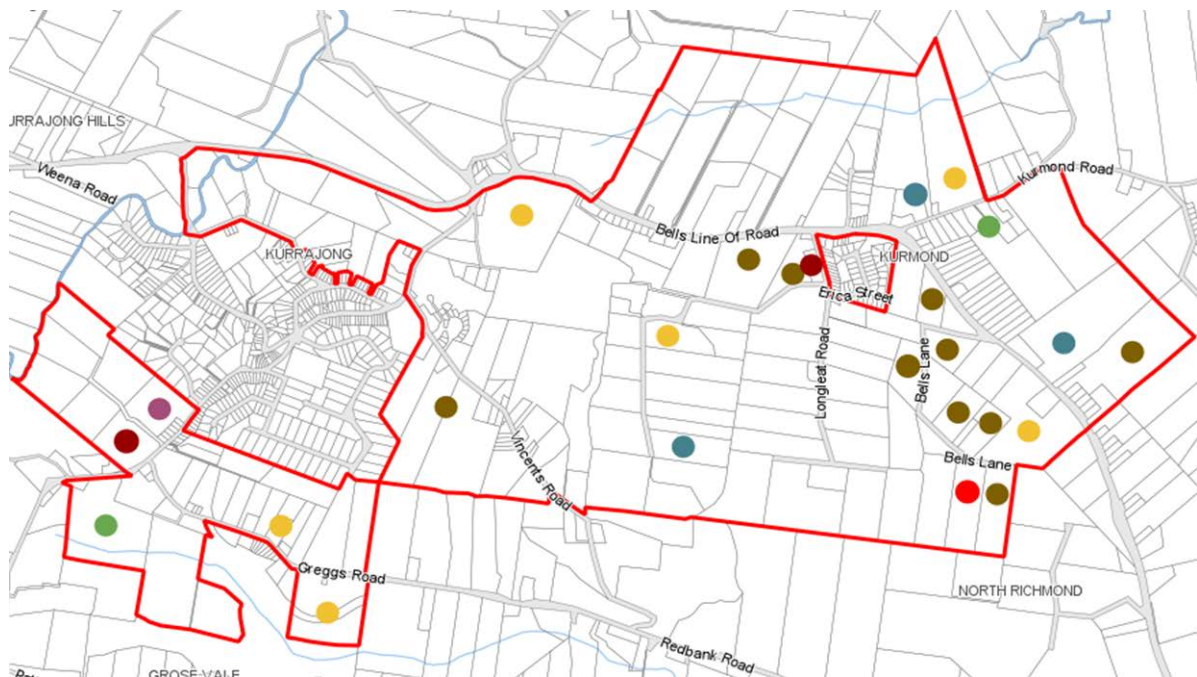 URRAJONG HILLS
Weena Road
Kurmond Road
Bells Line Of Road
KURRAJONG
KURMOND
Erica Street
Longleat Road
Bells Lane
Vincents Road
Bells Lane
Greggs Road
NORTH RICHMOND
Redbank Road
GROSE VALE